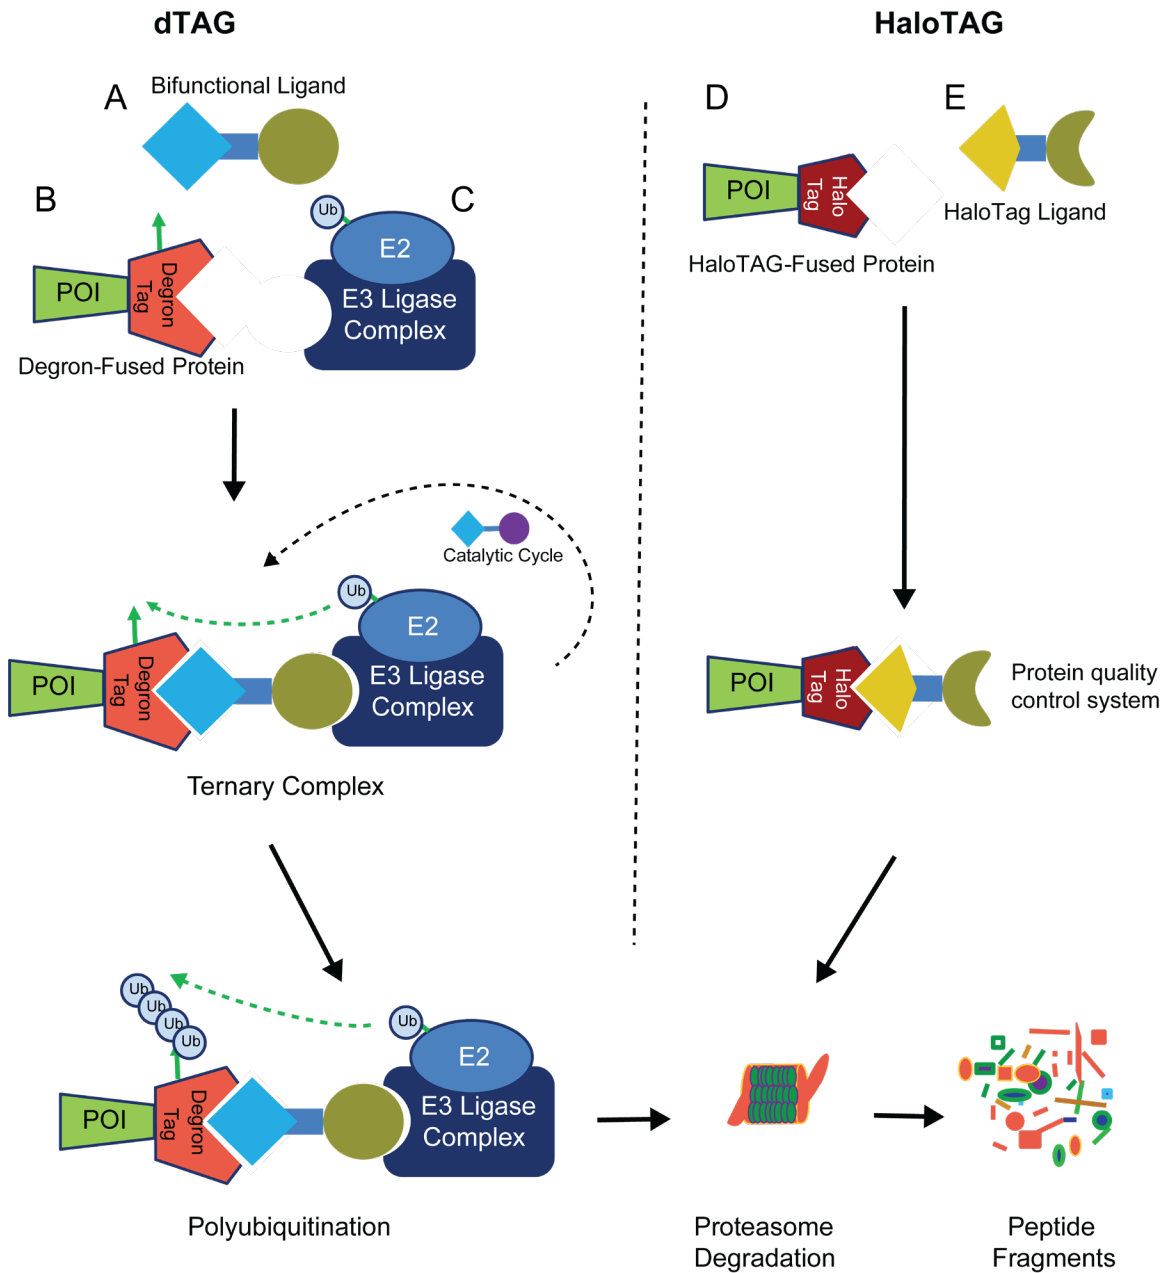 dTAG
HaloTAG
A
Bifunctional Ligand
D
E
B
C
Ub
E2
POI
Degron
Tag
E3 Ligase
Complex
Degron-Fused Protein
POI
Halo
Tag
HaloTag Ligand
HaloTAG-Fused Protein
Catalytic Cycle
Ub
E2
POI
Degron
Tag
E3 Ligase
Complex
Ternary Complex
POI
Halo
Tag
Protein quality
control system
Ub
Ub
Ub
Ub
Ub
E2
POI
Degron
Tag
E3 Ligase
Complex
Polyubiquitination
Proteasome
Degradation
Peptide
Fragments